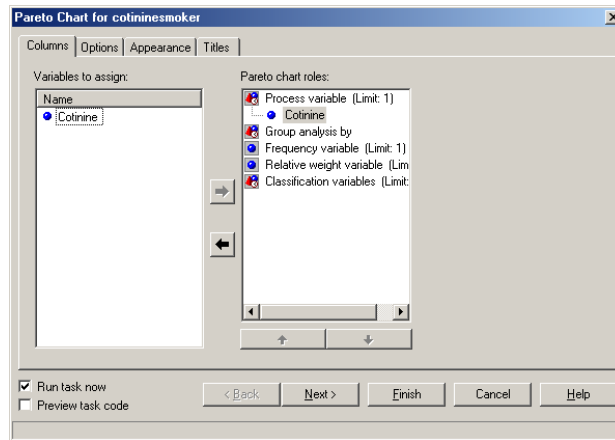 Pareto Chart for cotininesmoker
Columns Options Appearance Titles
Variables to assign:
Name
Cotinine
Pareto chart roles:
Process variable (Limit: 1)
Cotinine
Group analysis by
Frequency variable (Limit: 1)
Relative weight variable (Lim
Classification variables (Limit:
Run task now
Preview task code
< Back Next > Finish Cancel Help